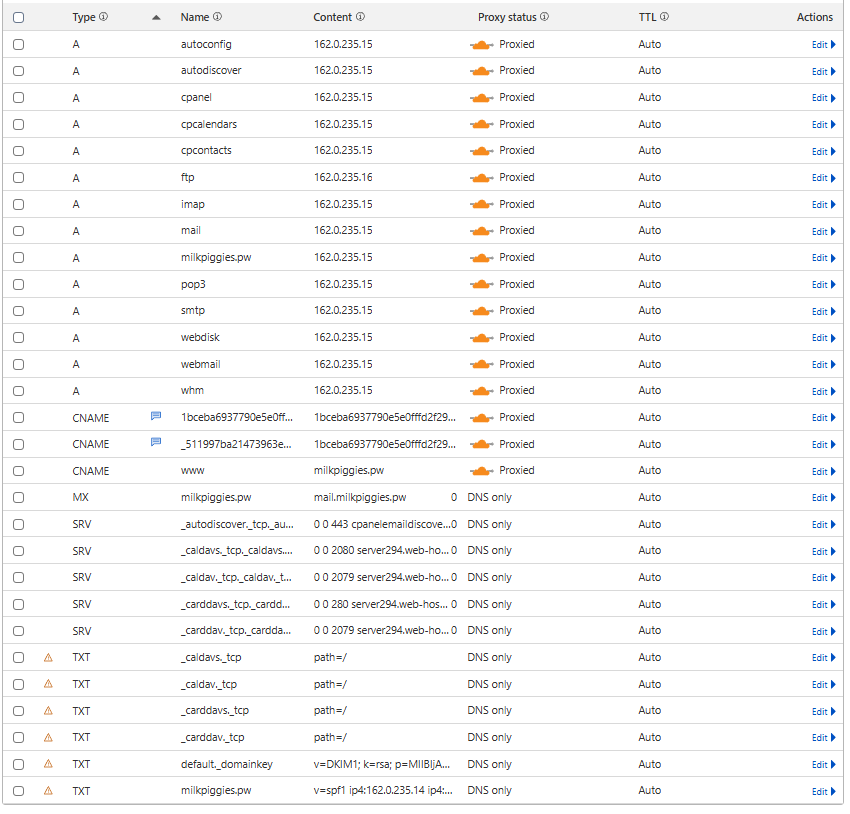 Type Name Content Proxy status TTL Actions
A autoconfig 162.0.235.15 Proxied Auto Edit
A autodiscover 162.0.235.15 Proxied Auto Edit
A cpanel 162.0.235.15 Proxied Auto Edit
A cpcalendars 162.0.235.15 Proxied Auto Edit
A cpcontacts 162.0.235.15 Proxied Auto Edit
A ftp 162.0.235.16 Proxied Auto Edit
A imap 162.0.235.15 Proxied Auto Edit
A mail 162.0.235.15 Proxied Auto Edit
A milkpiggies.pw 162.0.235.15 Proxied Auto Edit
A pop3 162.0.235.15 Proxied Auto Edit
A smtp 162.0.235.15 Proxied Auto Edit
A webdisk 162.0.235.15 Proxied Auto Edit
A webmail 162.0.235.15 Proxied Auto Edit
A whm 162.0.235.15 Proxied Auto Edit
CNAME 1bceba6937790e5e0ff... 1bceba6937790e5e0fffd2f29... Proxied Auto Edit
CNAME _511997ba21473963e... 1bceba6937790e5e0fffd2f29... Proxied Auto Edit
CNAME www milkpiggies.pw Proxied Auto Edit
MX milkpiggies.pw mail.milkpiggies.pw 0 DNS only Auto Edit
SRV _autodiscover._tcp._au... 0 0 443 cpanelemaildiscove... 0 DNS only Auto Edit
SRV _caldavs._tcp._caldavs.... 0 0 2080 server294.web-ho... 0 DNS only Auto Edit
SRV _caldav._tcp._caldav._t... 0 0 2079 server294.web-ho... 0 DNS only Auto Edit
SRV _carddavs._tcp._cardd... 0 0 280 server294.web-hos... 0 DNS only Auto Edit
SRV _carddav._tcp._cardda... 0 0 2079 server294.web-ho... 0 DNS only Auto Edit
TXT _caldavs._tcp path=/ DNS only Auto Edit
TXT _caldav._tcp path=/ DNS only Auto Edit
TXT _carddavs._tcp path=/ DNS only Auto Edit
TXT _carddav._tcp path=/ DNS only Auto Edit
TXT default._domainkey v=DKIM1; k=rsa; p=MIIBIjA... DNS only Auto Edit
TXT milkpiggies.pw v=spf1 ip4:162.0.235.14 ip4:... DNS only Auto Edit